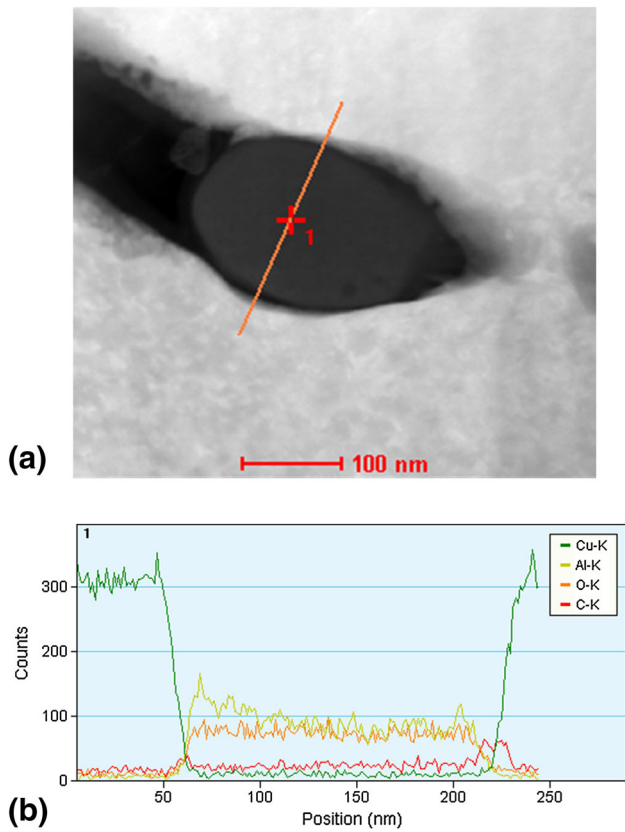 1
100 nm
(a)
1
Cu-K
Al-K
O-K
C-K
300
200
100
0
Counts
50
100
150
200
250
Position (nm)
(b)